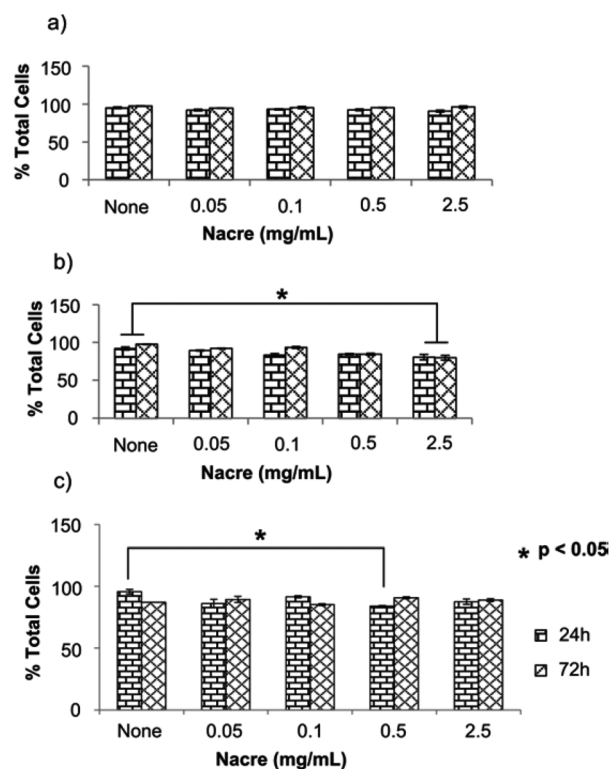 a)
150
100
50
0
% Total Cells
None 0.05 0.1 0.5 2.5
Nacre (mg/mL)
b)
*
150
100
50
0
% Total Cells
None 0.05 0.1 0.5 2.5
Nacre (mg/mL)
c)
150
100
50
0
% Total Cells
*
* p < 0.05
24h
72h
None 0.05 0.1 0.5 2.5
Nacre (mg/mL)